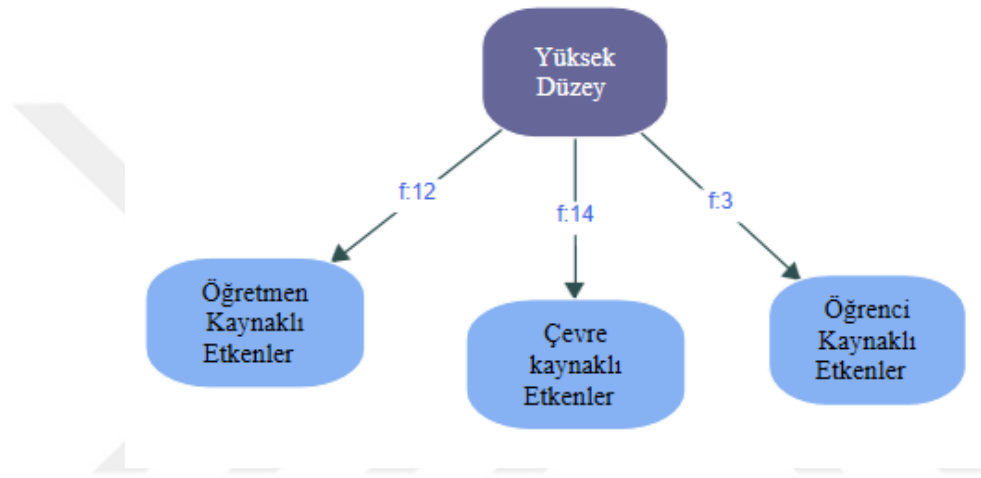 Yüksek
Düzey
f:12
f:14
f:3
Öğretmen
Kaynaklı
Etkenler
Çevre
kaynaklı
Etkenler
Öğrenci
Kaynaklı
Etkenler